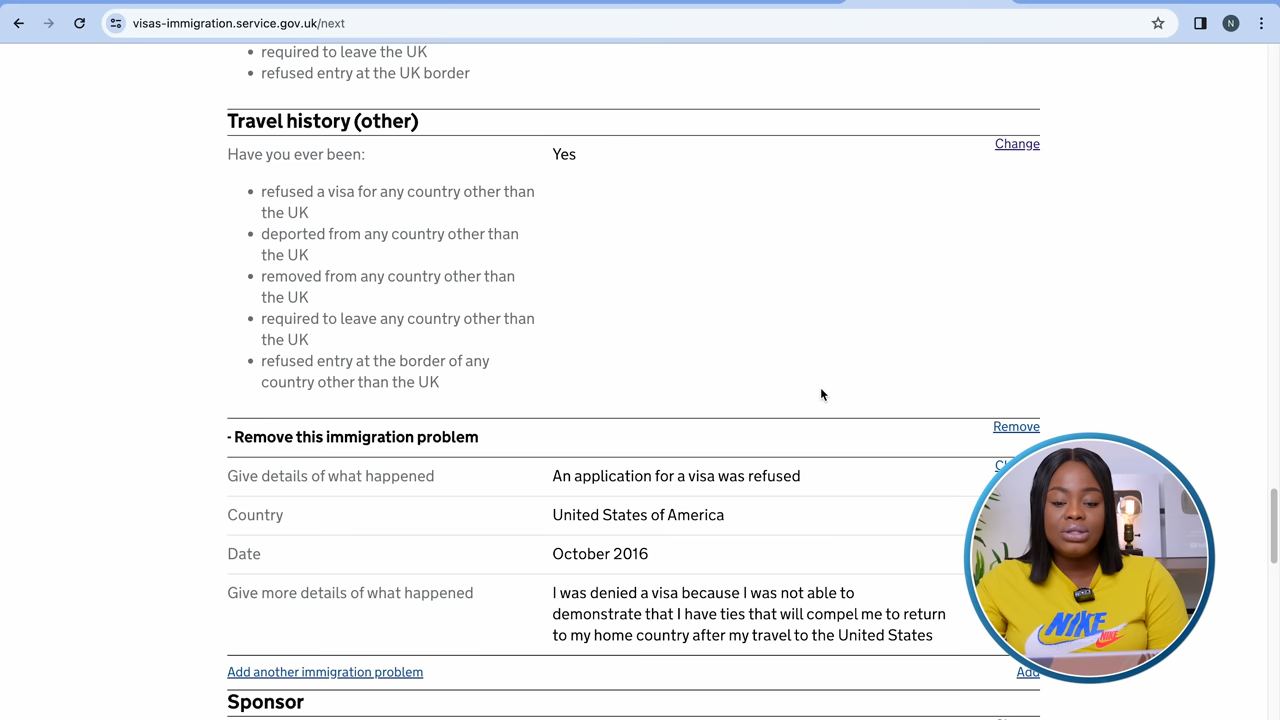 visas-immigration.service.gov.uk/next
N
required to leave the UK
refused entry at the UK border
Travel history (other)
Change
Have you ever been:
Yes
refused a visa for any country other than
the UK
deported from any country other than
the UK
removed from any country other than
the UK
required to leave any country other than
the UK
refused entry at the border of any
country other than the UK
- Remove this immigration problem
Remove
Give details of what happened
An application for a visa was refused
Country
United States of America
Date
October 2016
Give more details of what happened
I was denied a visa because I was not able to
demonstrate that I have ties that will compel me to return
to my home country after my travel to the United States
NIKE
NIKE
Add another immigration problem
Add
Sponsor